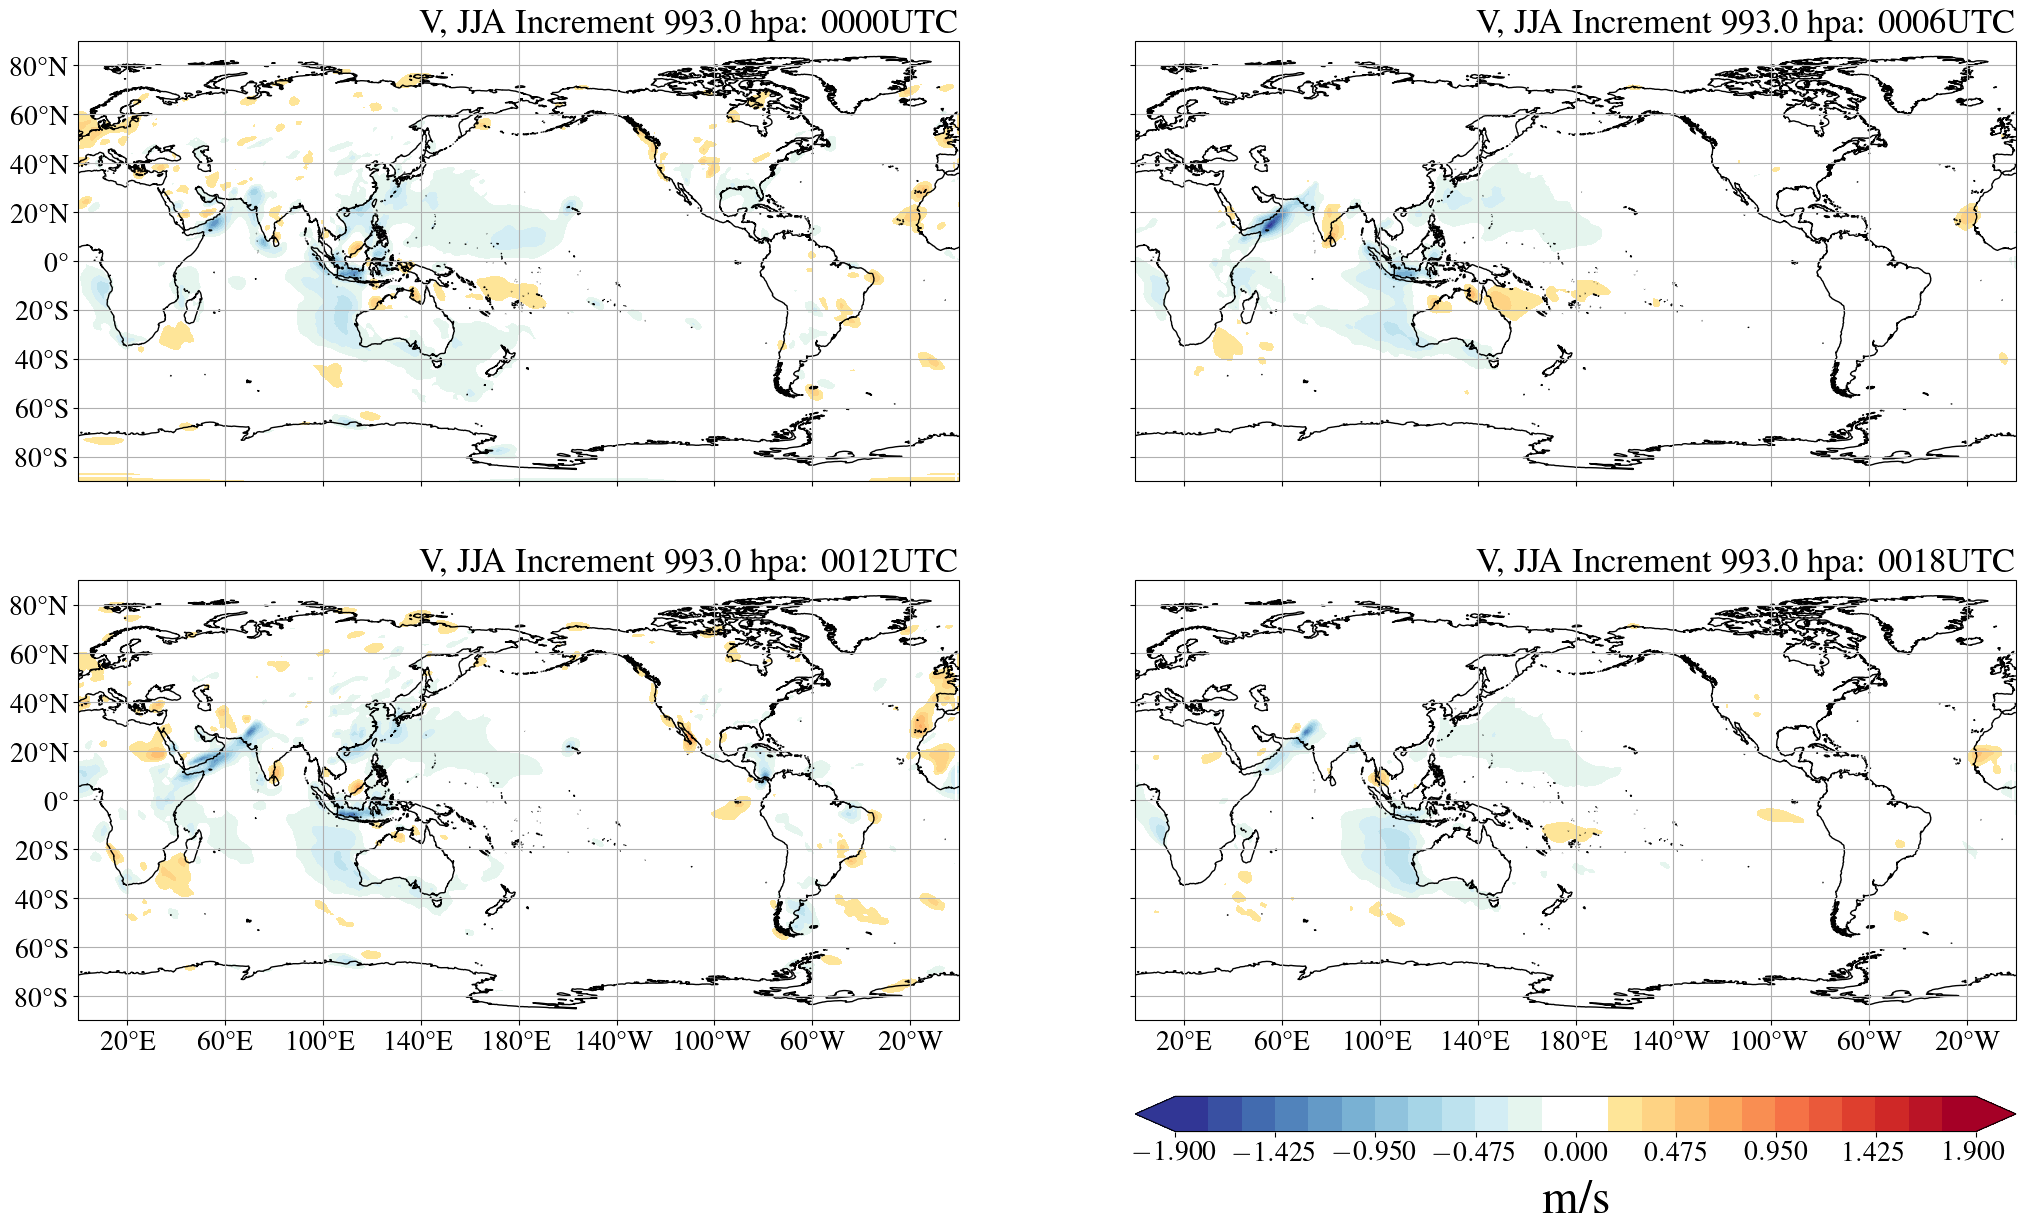 V, JJA Increment 993.0 hpa: 0000UTC
80°N
60°N
40°N
20°N
0°
20°S
40°S
60°S
80°S
V, JJA Increment 993.0 hpa: 0006UTC
V, JJA Increment 993.0 hpa: 0012UTC
80°N
60°N
40°N
20°N
0°
20°S
40°S
60°S
80°S
20°E 60°E 100°E 140°E 180°E 140°W 100°W 60°W 20°W
V, JJA Increment 993.0 hpa: 0018UTC
20°E 60°E 100°E 140°E 180°E 140°W 100°W 60°W 20°W
−1.900 −1.425 −0.950 −0.475 0.000 0.475 0.950 1.425 1.900
m/s